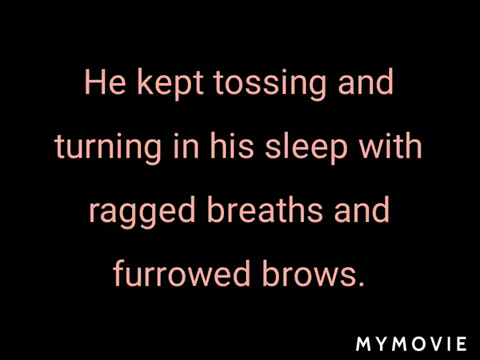 He kept tossing and
turning in his sleep with
ragged breaths and
furrowed brows.
MYMOVIE